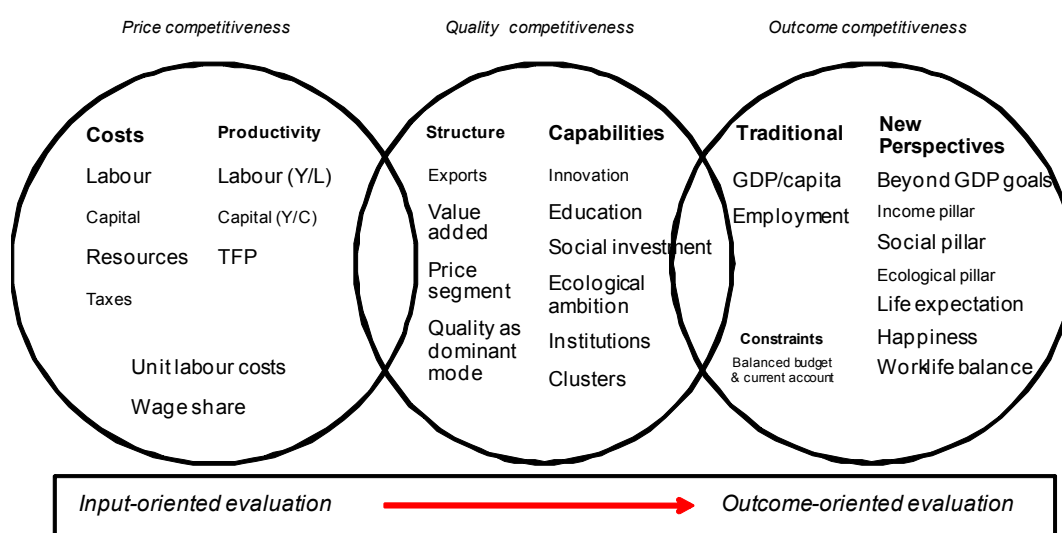 Price competitiveness
Quality competitiveness
Outcome competitiveness
Costs
Labour
Capital
Resources
Taxes
Productivity
Labour (Y/L)
Capital (Y/C)
TFP
Unit labour costs
Wage share
Structure
Exports
Value
added
Price
segment
Quality as
dominant
mode
Capabilities
Innovation
Education
Social investment
Ecological
ambition
Institutions
Clusters
Traditional
GDP/capita
Employment
Constraints
Balanced budget
& current account
New
Perspectives
Beyond GDP goals
Income pillar
Social pillar
Ecological pillar
Life expectation
Happiness
Worklife balance
Input-oriented evaluation
Outcome-oriented evaluation